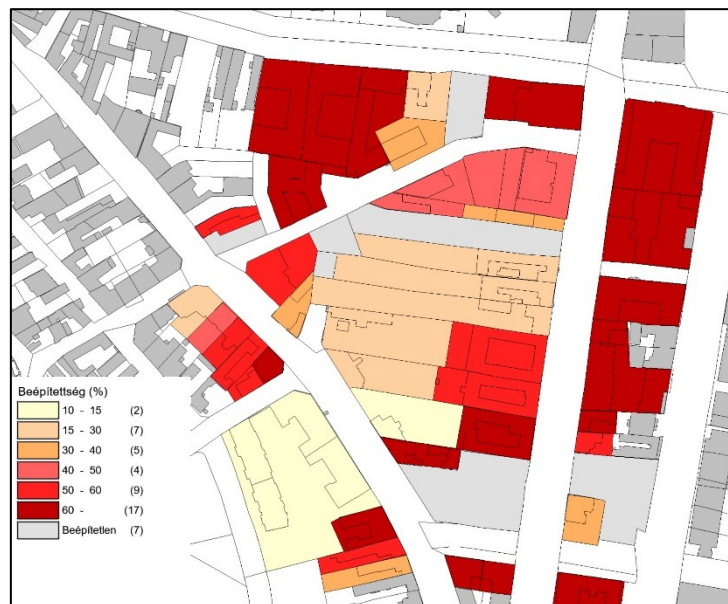 Beépítettség (%)
10 - 15 (2)
15 - 30 (7)
30 - 40 (5)
40 - 50 (4)
50 - 60 (9)
60 - (17)
Beépítetlen (7)